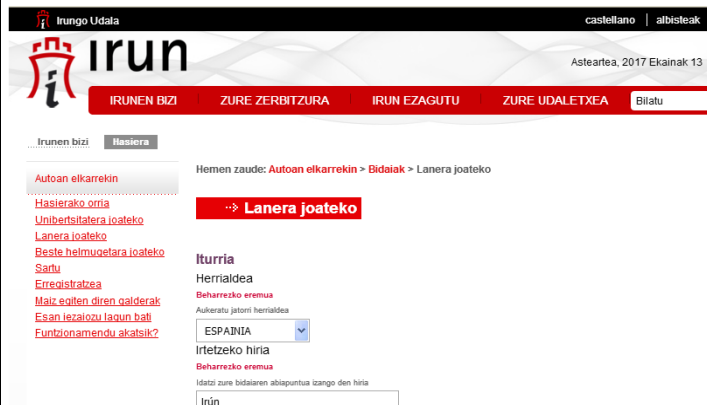 Irungo Udala
castellano | albisteak
irun
Asteartea, 2017 Ekainak 13
IRUNEN BIZI ZURE ZERBITZURA IRUN EZAGUTU ZURE UDALETXEA Bilatu
Irunen bizi Hasiera
Autoan elkarrekin
Hasierako orria
Unibertsitatera joateko
Lanera joateko
Beste helmugetara joateko
Sartu
Erregistratzea
Maiz egiten diren galderak
Esan iezaiozu lagun bati
Funtzionamendu akatsik?
Hemen zaude: Autoan elkarrekin > Bidaiak > Lanera joateko
Lanera joateko
Iturria
Herrialdea
Beharrezko eremua
Aukeratu jatorri herrialdea
ESPAINIA
Irtetzeko hiria
Beharrezko eremua
Idatzi zure bidaiaren abiapuntua izango den hiria
Irún